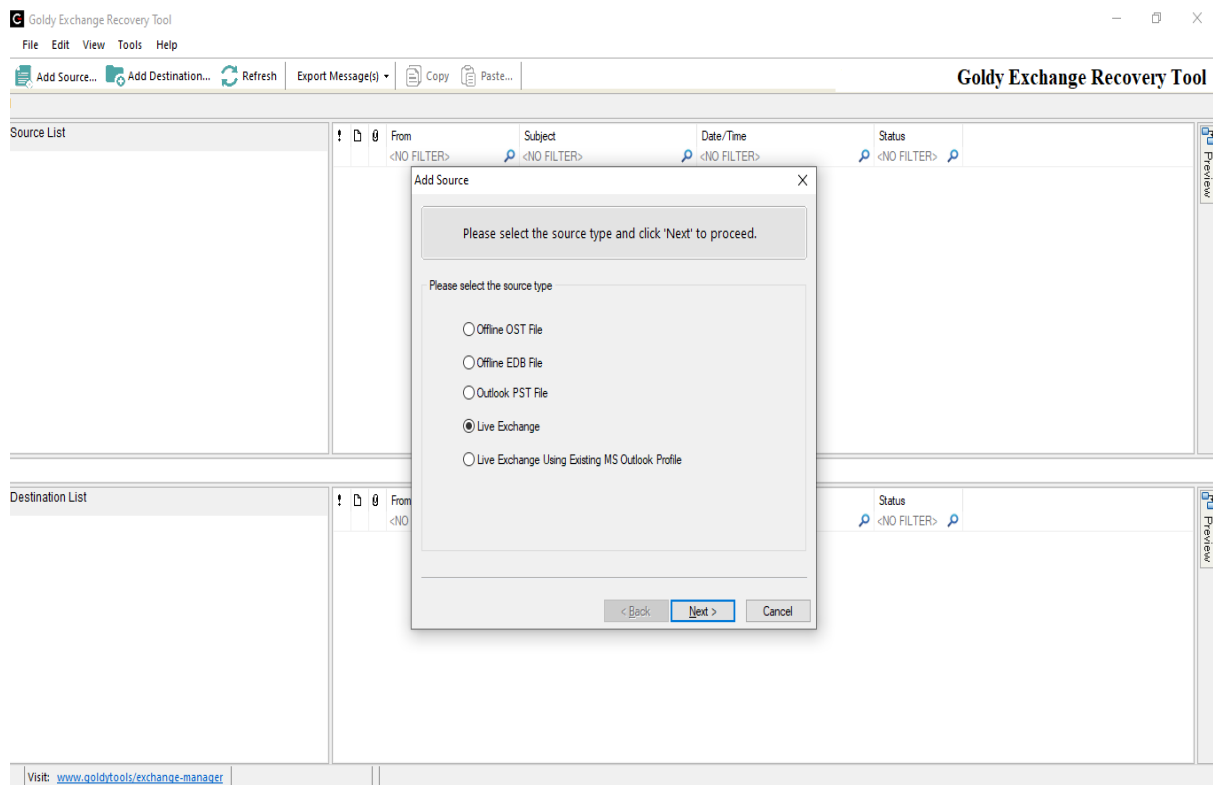 Goldy Exchange Recovery Tool
File Edit View Tools Help
Add Source... Add Destination... Refresh Export Message(s) Copy Paste... Goldy Exchange Recovery Tool
Source List
! From Subject Date/Time Status
<NO FILTER> <NO FILTER> <NO FILTER> <NO FILTER>
Preview
Add Source
Please select the source type and click 'Next' to proceed.
Please select the source type
Offline OST File
Offline EDB File
Outlook PST File
Live Exchange
Live Exchange Using Existing MS Outlook Profile
< Back Next > Cancel
Destination List
! From Status
<NO <NO FILTER>
Preview
Visit: www.goldytools/exchange-manager